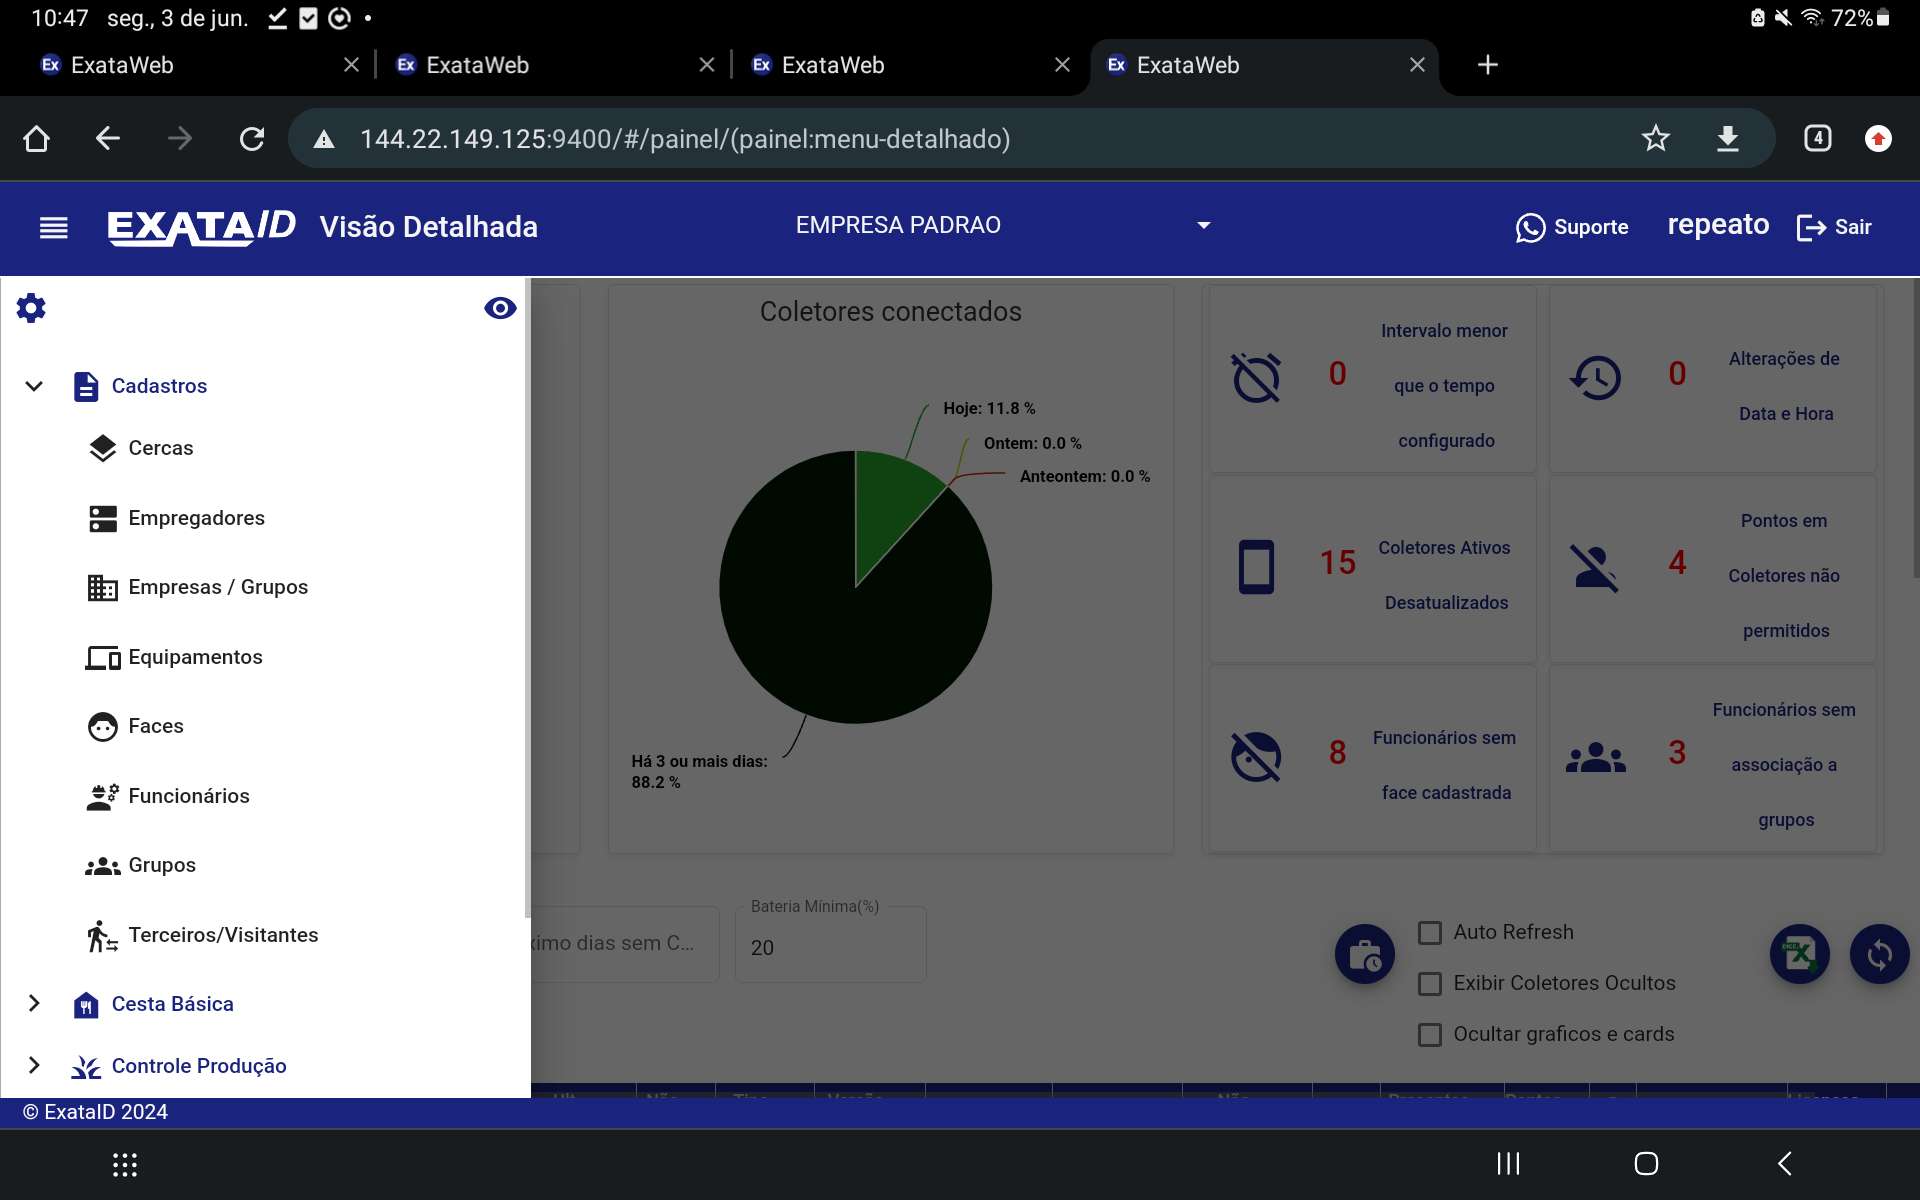 10:47 seg., 3 de jun. 72%
Ex ExataWeb
Ex ExataWeb
Ex ExataWeb
Ex ExataWeb
144.22.149.125:9400/#/painel/(painel:menu-detalhado)
4
EXATAID Visão Detalhada
EMPRESA PADRAO
Suporte
repeato
Sair
Cadastros
Cercas
Empregadores
Empresas / Grupos
Equipamentos
Faces
Funcionários
Grupos
Terceiros/Visitantes
Cesta Básica
Controle Produção
Coletores conectados
Hoje: 11.8 %
Ontem: 0.0 %
Anteontem: 0.0 %
Há 3 ou mais dias:
88.2 %
0
Intervalo menor
que o tempo
configurado
0
Alterações de
Data e Hora
15
Coletores Ativos
Desatualizados
4
Pontos em
Coletores não
permitidos
8
Funcionários sem
face cadastrada
3
Funcionários sem
associação a
grupos
dias sem C...
Bateria Mínima(%)
20
Auto Refresh
Exibir Coletores Ocultos
Ocultar graficos e cards
© ExataID 2024